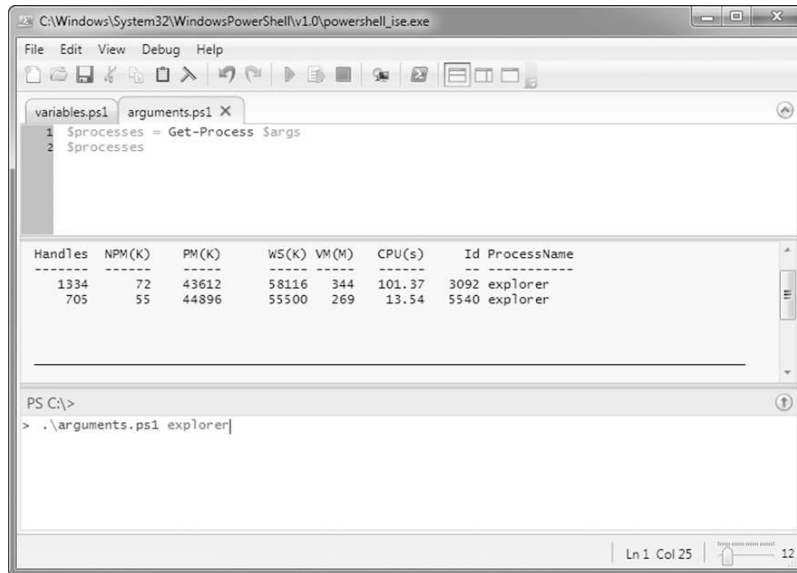 C:\Windows\System32\WindowsPowerShell\v1.0\powershell_ise.exe
File Edit View Debug Help
variables.ps1 arguments.ps1 X
1 $processes = Get-Process $args
2 $processes
Handles NPM(K) PM(K) WS(K) VM(M) CPU(s) Id ProcessName
------- ------ ----- ----- ----- ------ -- -----------
1334 72 43612 58116 344 101.37 3092 explorer
705 55 44896 55500 269 13.54 5540 explorer
PS C:\>
> .\arguments.ps1 explorer
Ln 1 Col 25 12